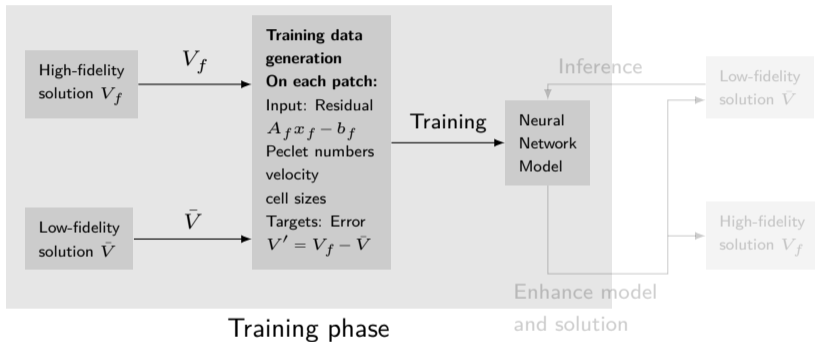 High-fidelity
solution V_f
V_f
Low-fidelity
solution V̄
V̄
Training data
generation
On each patch:
Input: Residual
A_f x_f − b_f
Peclet numbers
velocity
cell sizes
Targets: Error
V′ = V_f − V̄
Training
Neural
Network
Model
Inference
Low-fidelity
solution V̄
High-fidelity
solution V_f
Enhance model
and solution
Training phase